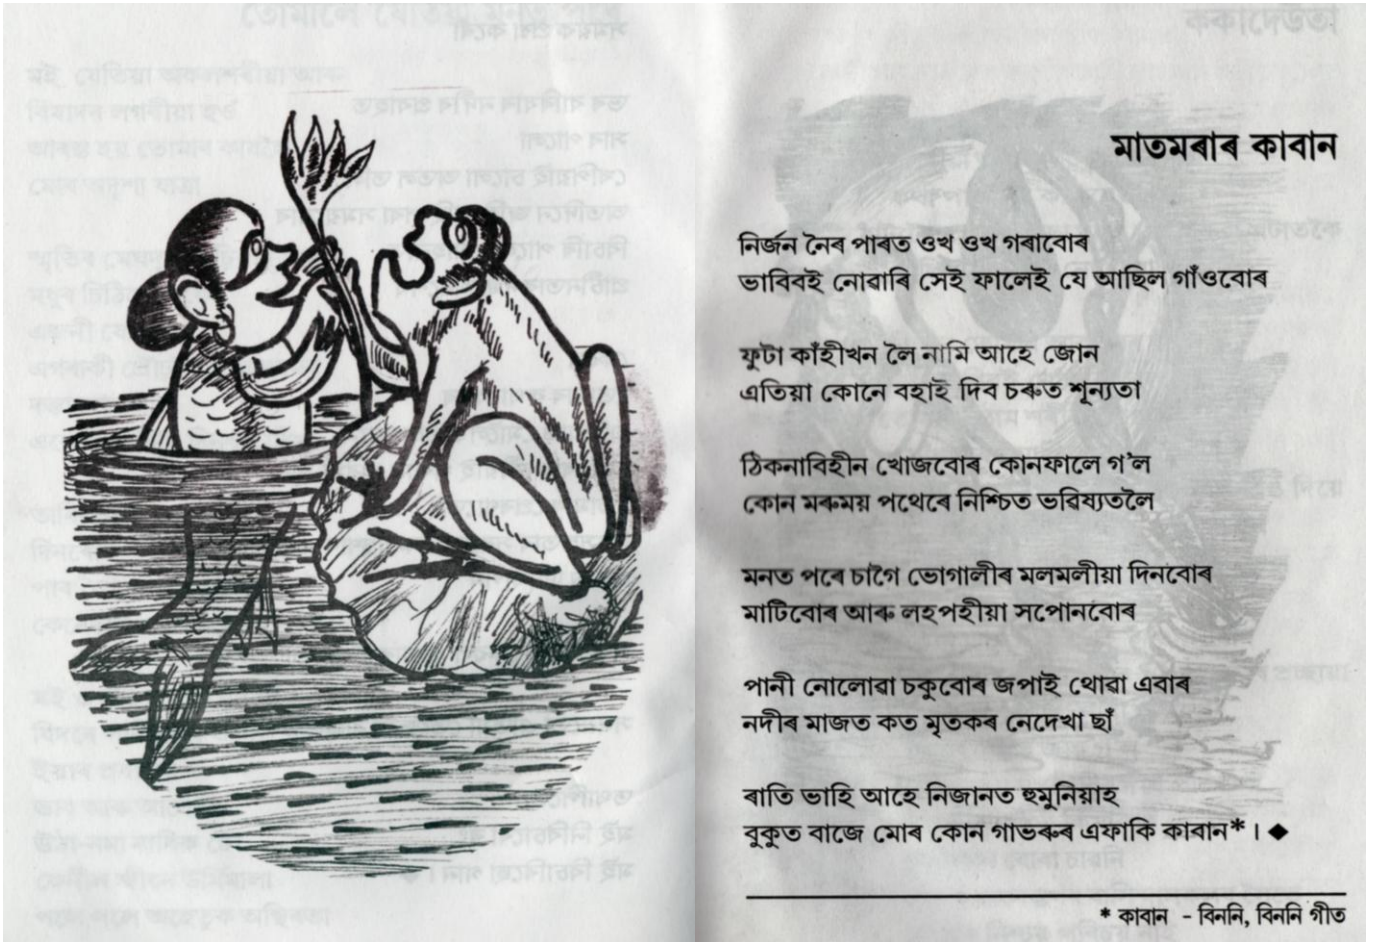 মাতমৰাৰ কাবান
নিৰ্জন নৈৰ পাৰত ওখ ওখ গৰাবোৰ
ভাবিবই নোৱাৰি সেই ফালেই যে আছিল গাঁওবোৰ
ফুটা কাঁহীখন লৈ নামি আহে জোন
এতিয়া কোনে বহাই দিব চৰুত শূন্যতা
ঠিকনাবিহীন খোজবোৰ কোনফালে গ'ল
কোন মৰুময় পথেৰে নিশ্চিত ভৱিষ্যতলৈ
মনত পৰে চাগৈ ভোগালীৰ মলমলীয়া দিনবোৰ
মাটিবোৰ আৰু লহপহীয়া সপোনবোৰ
পানী নোলোৱা চকুবোৰ জপাই থোৱা এবাৰ
নদীৰ মাজত কত মৃতকৰ নেদেখা ছাঁ
ৰাতি ভাহি আহে নিজানত হুমুনিয়াহ
বুকুত বাজে মোৰ কোন গাভৰুৰ এফাকি কাবান* । ◆
* কাবান - বিননি, বিননি গীত